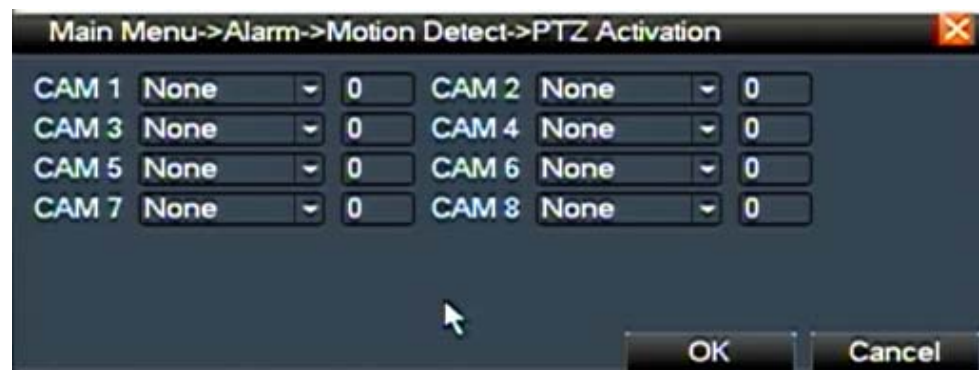 Main Menu->Alarm->Motion Detect->PTZ Activation
CAM 1 None 0 CAM 2 None 0
CAM 3 None 0 CAM 4 None 0
CAM 5 None 0 CAM 6 None 0
CAM 7 None 0 CAM 8 None 0
OK Cancel